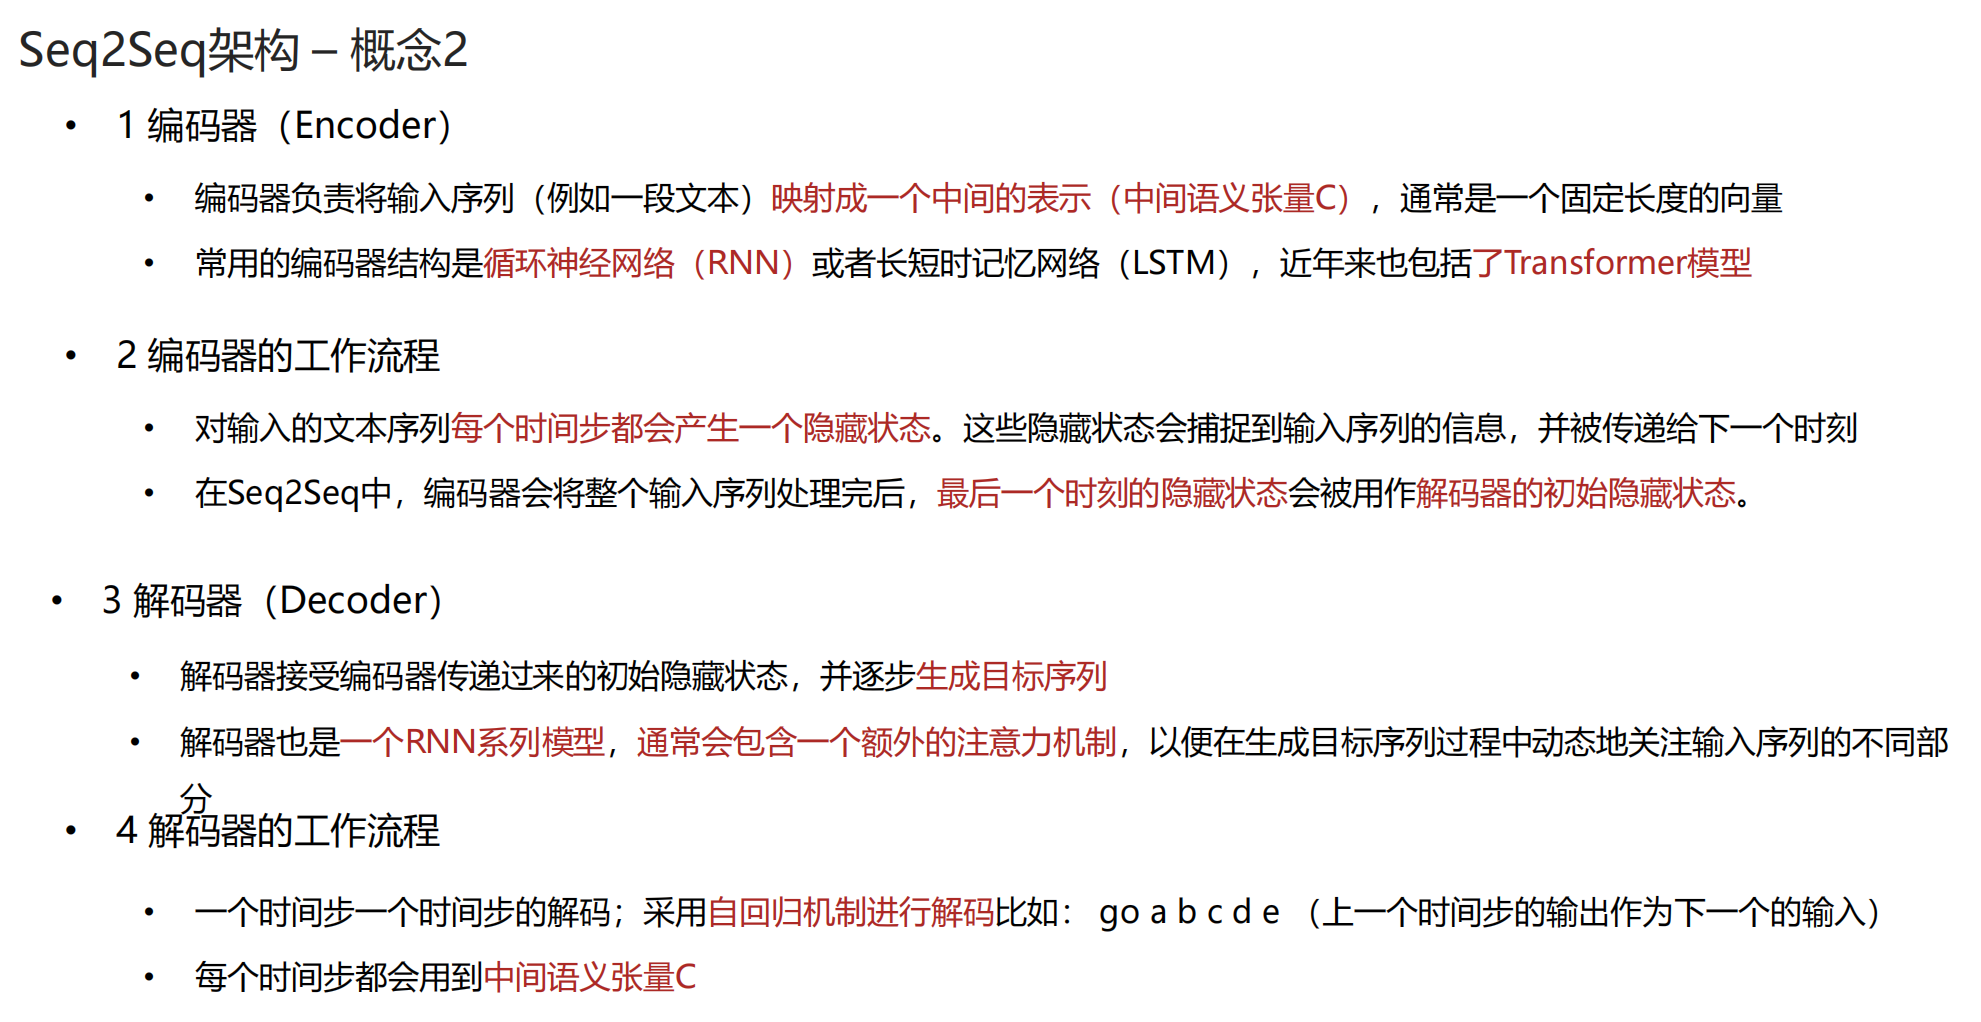 Seq2Seq架构 – 概念2
• 1 编码器（Encoder）
• 编码器负责将输入序列（例如一段文本）映射成一个中间的表示（中间语义张量C），通常是一个固定长度的向量
• 常用的编码器结构是循环神经网络（RNN）或者长短时记忆网络（LSTM），近年来也包括了Transformer模型
• 2 编码器的工作流程
• 对输入的文本序列每个时间步都会产生一个隐藏状态。这些隐藏状态会捕捉到输入序列的信息，并被传递给下一个时刻
• 在Seq2Seq中，编码器会将整个输入序列处理完后，最后一个时刻的隐藏状态会被用作解码器的初始隐藏状态。
• 3 解码器（Decoder）
• 解码器接受编码器传递过来的初始隐藏状态，并逐步生成目标序列
• 解码器也是一个RNN系列模型，通常会包含一个额外的注意力机制，以便在生成目标序列过程中动态地关注输入序列的不同部
分
• 4 解码器的工作流程
• 一个时间步一个时间步的解码；采用自回归机制进行解码比如： go a b c d e （上一个时间步的输出作为下一个的输入）
• 每个时间步都会用到中间语义张量C